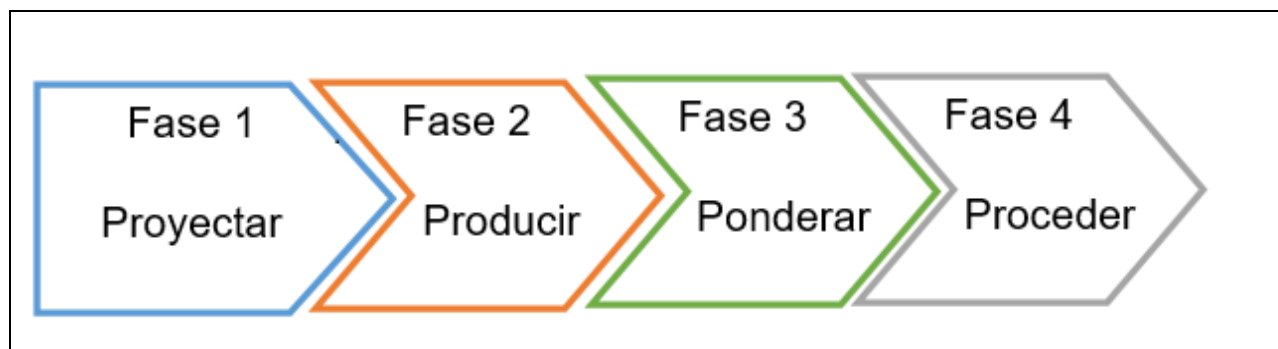 Fase 1
Proyectar
Fase 2
Producir
Fase 3
Ponderar
Fase 4
Proceder